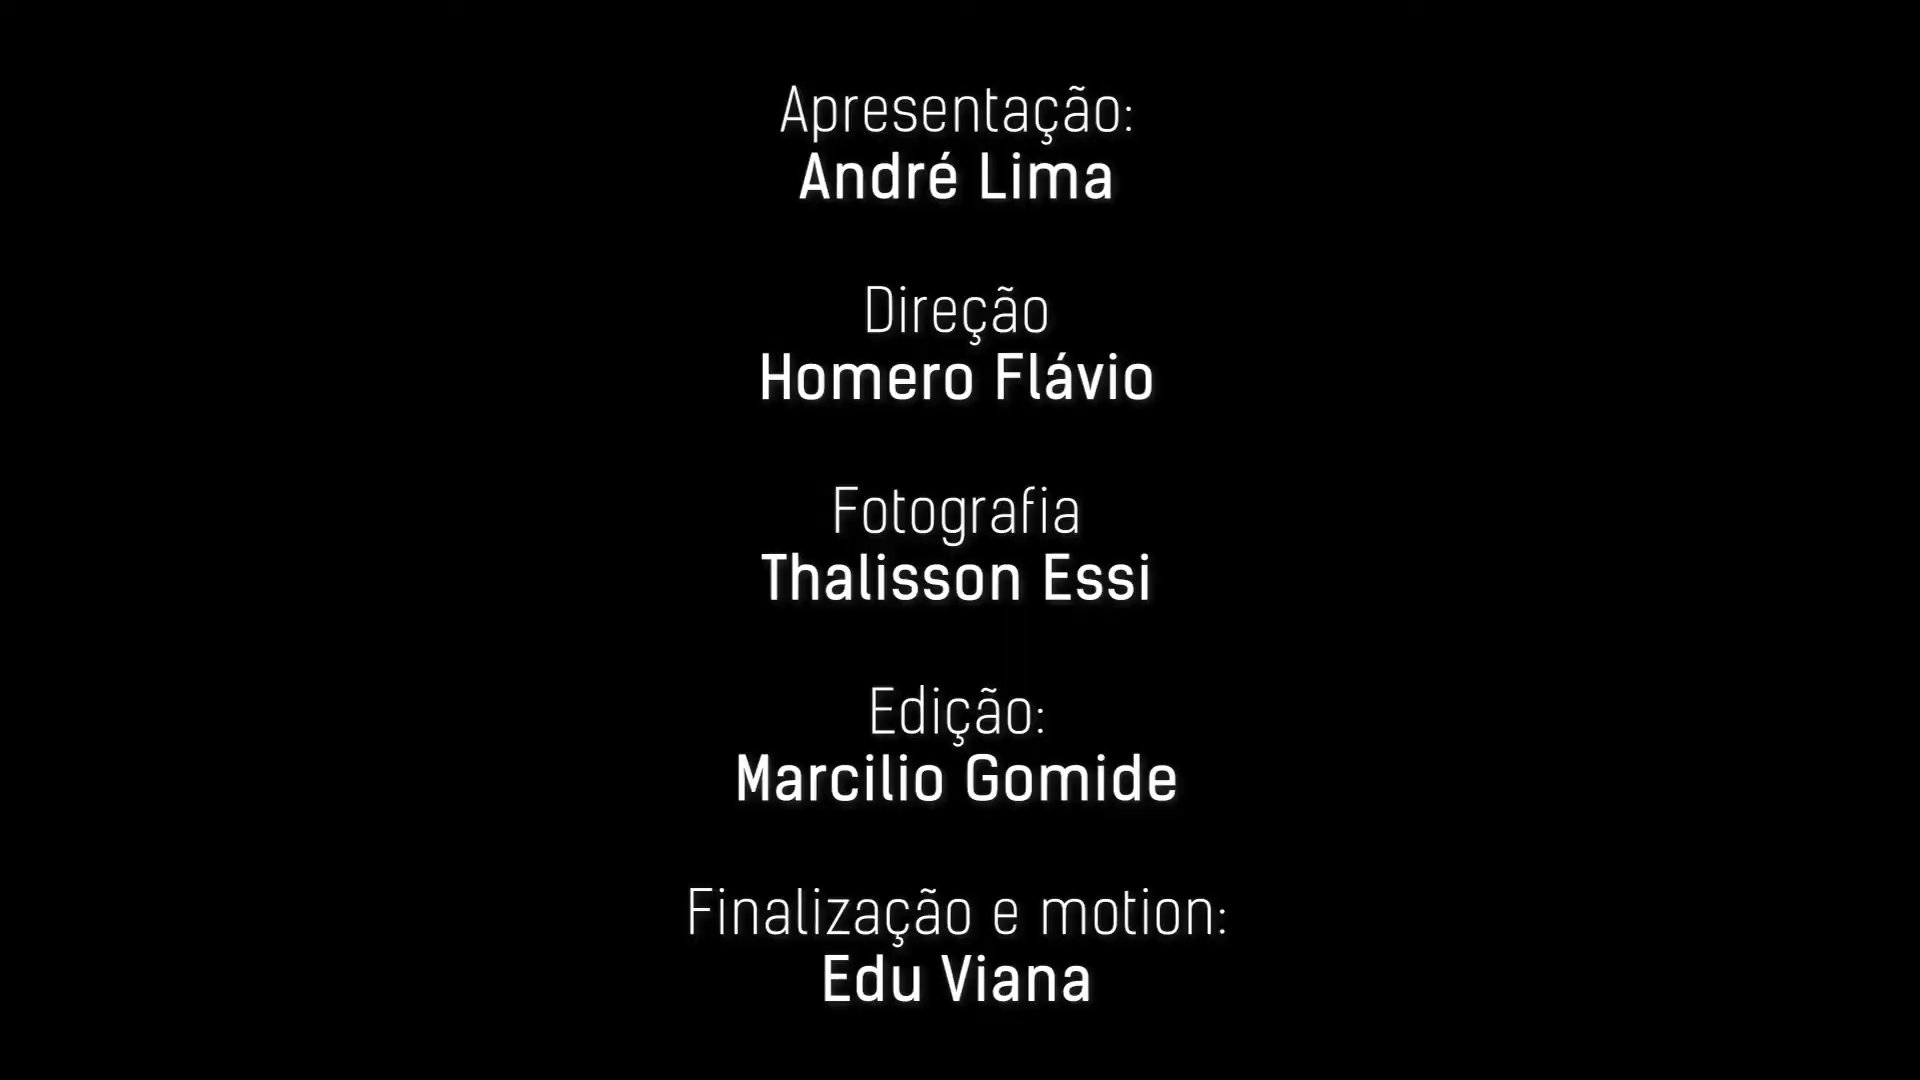 Apresentação:
André Lima
Direção
Homero Flávio
Fotografia
Thalisson Essi
Edição:
Marcilio Gomide
Finalização e motion:
Edu Viana